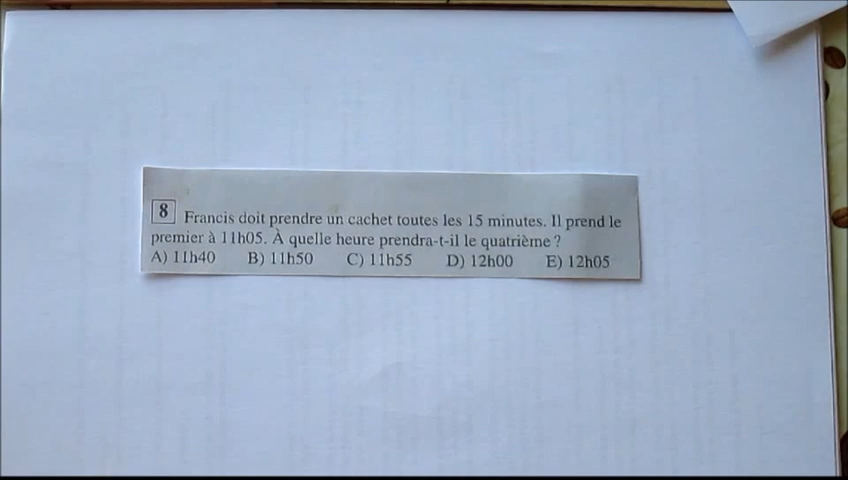 8 Francis doit prendre un cachet toutes les 15 minutes. Il prend le
premier à 11h05. À quelle heure prendra-t-il le quatrième ?
A) 11h40 B) 11h50 C) 11h55 D) 12h00 E) 12h05